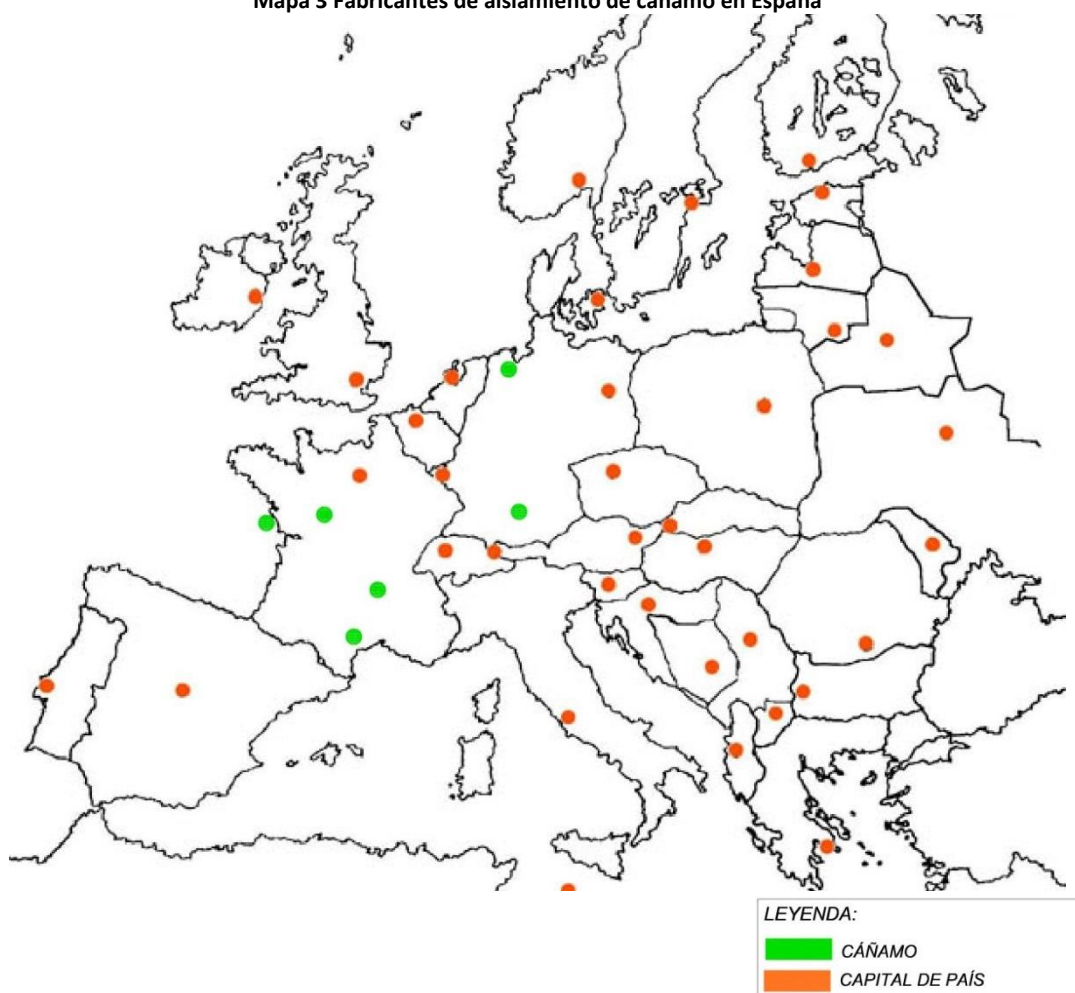 Mapa 3 Fabricantes de aislamiento de cáñamo en España
LEYENDA:
CÁÑAMO
CAPITAL DE PAÍS